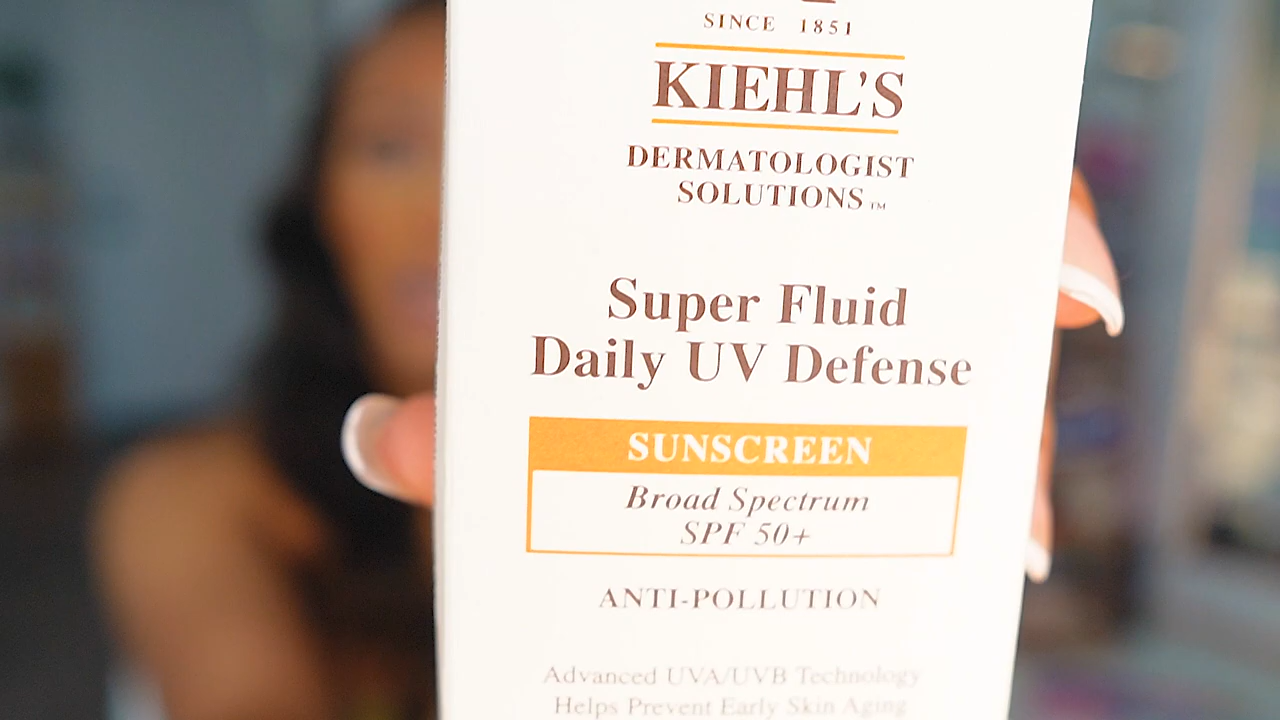 SINCE 1851
KIEHL'S
DERMATOLOGIST
SOLUTIONS™
Super Fluid
Daily UV Defense
SUNSCREEN
Broad Spectrum
SPF 50+
ANTI-POLLUTION
Advanced UVA/UVB Technology
Helps Prevent Early Skin Aging